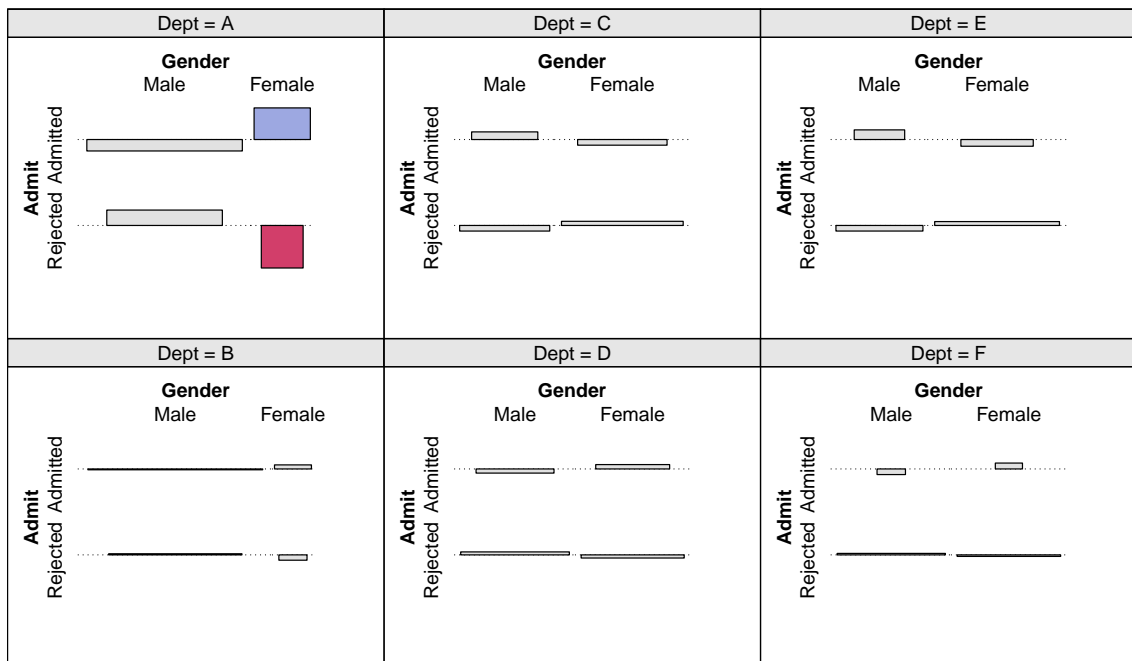 Dept = A
Gender
Male Female
Admit
Rejected Admitted
Dept = C
Gender
Male Female
Admit
Rejected Admitted
Dept = E
Gender
Male Female
Admit
Rejected Admitted
Dept = B
Gender
Male Female
Admit
Rejected Admitted
Dept = D
Gender
Male Female
Admit
Rejected Admitted
Dept = F
Gender
Male Female
Admit
Rejected Admitted